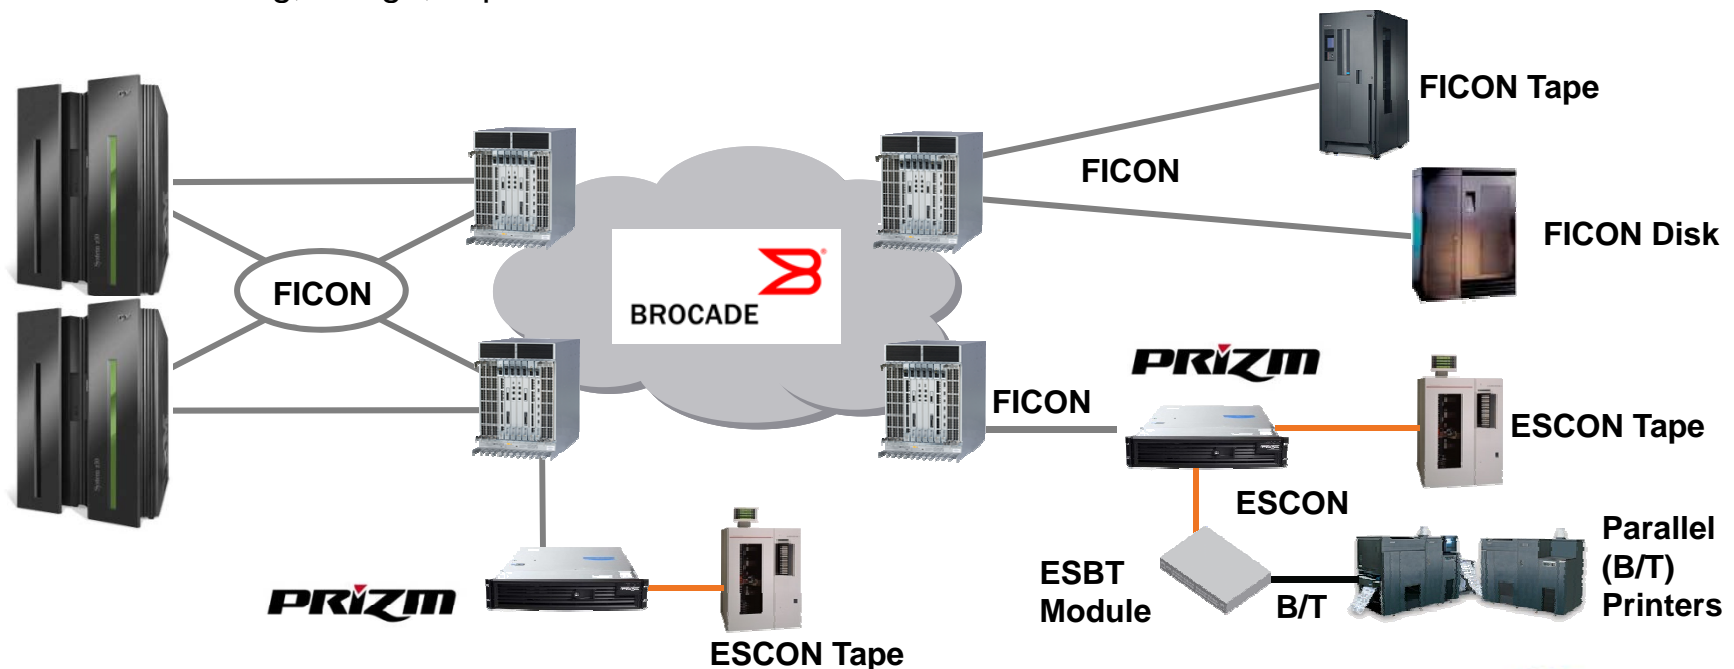 FICON Tape
FICON
FICON Disk
FICON
BROCADE
PRIZM
FICON
ESCON Tape
ESCON
Parallel
(B/T)
Printers
ESBT
Module
B/T
PRIZM
ESCON Tape